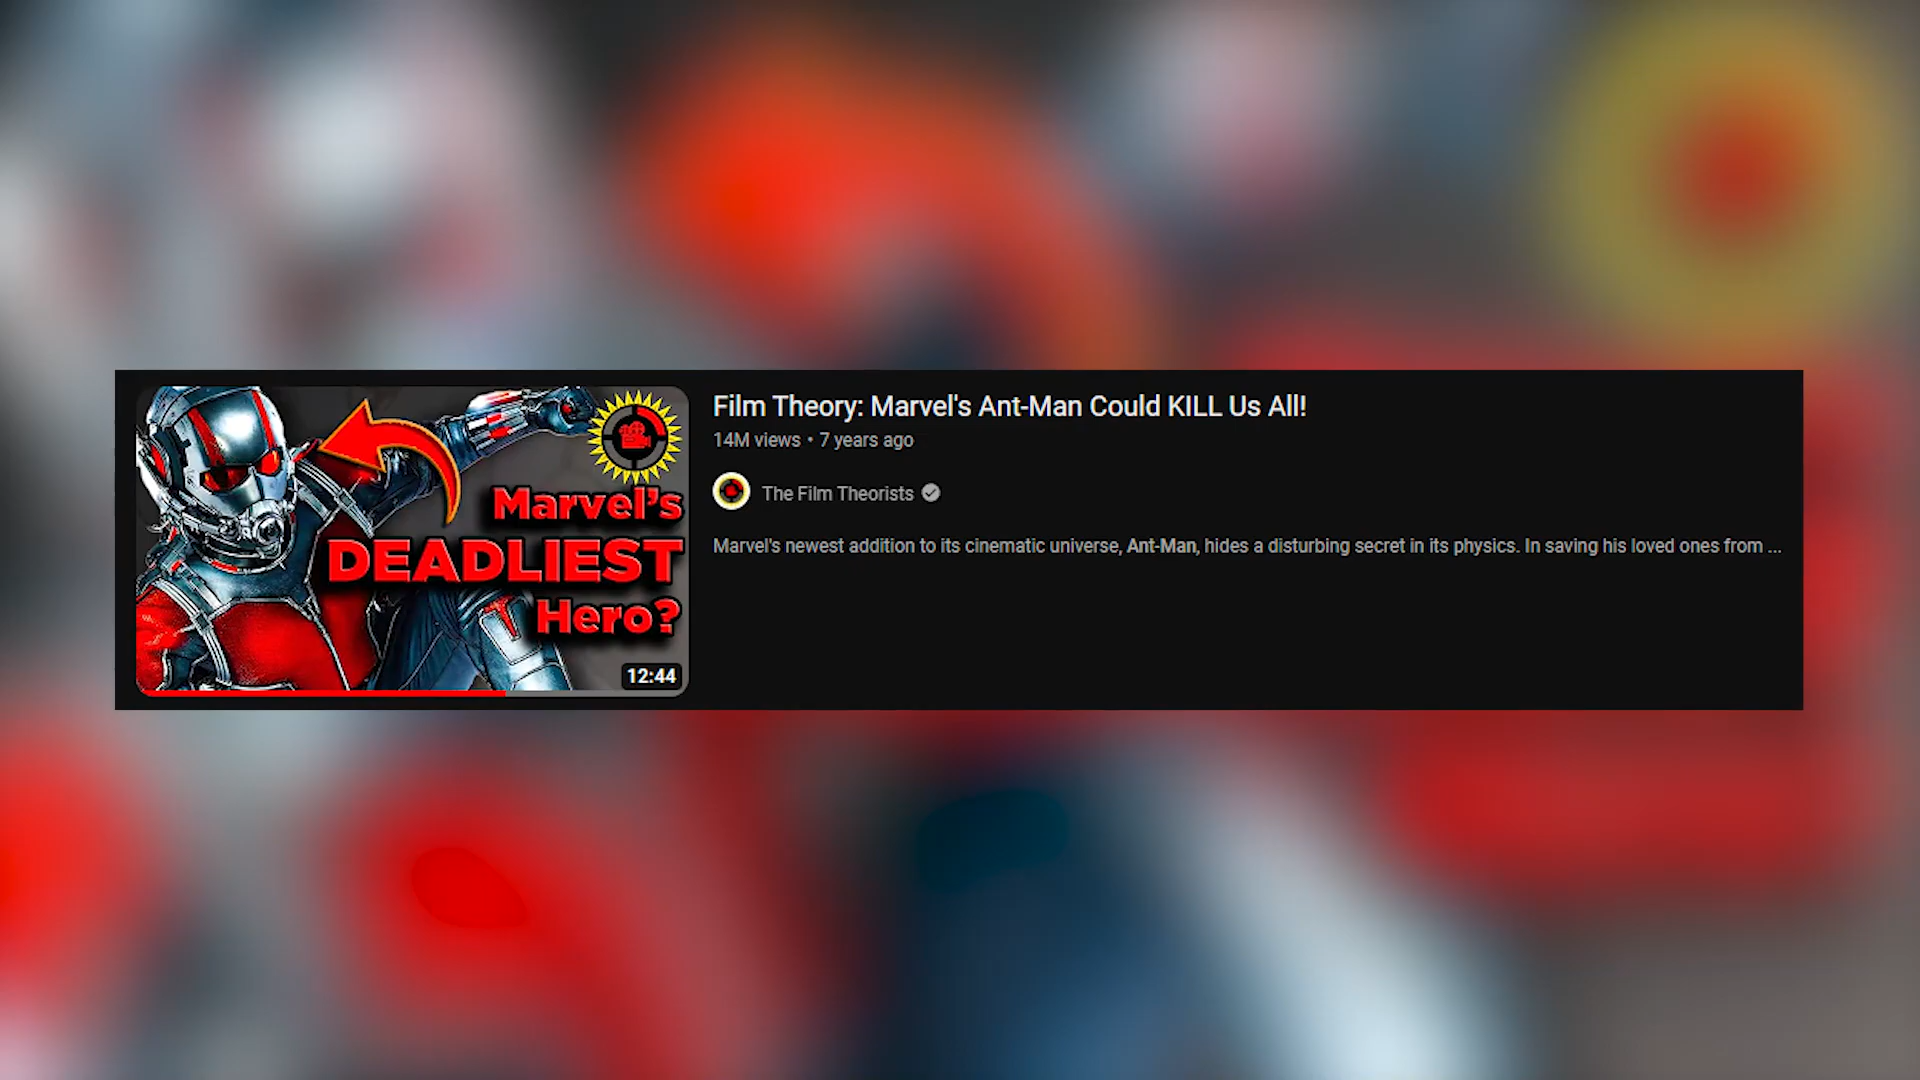 Marvel's
DEADLIEST
Hero?
12:44
Film Theory: Marvel's Ant-Man Could KILL Us All!
14M views • 7 years ago
The Film Theorists
Marvel's newest addition to its cinematic universe, Ant-Man, hides a disturbing secret in its physics. In saving his loved ones from ...